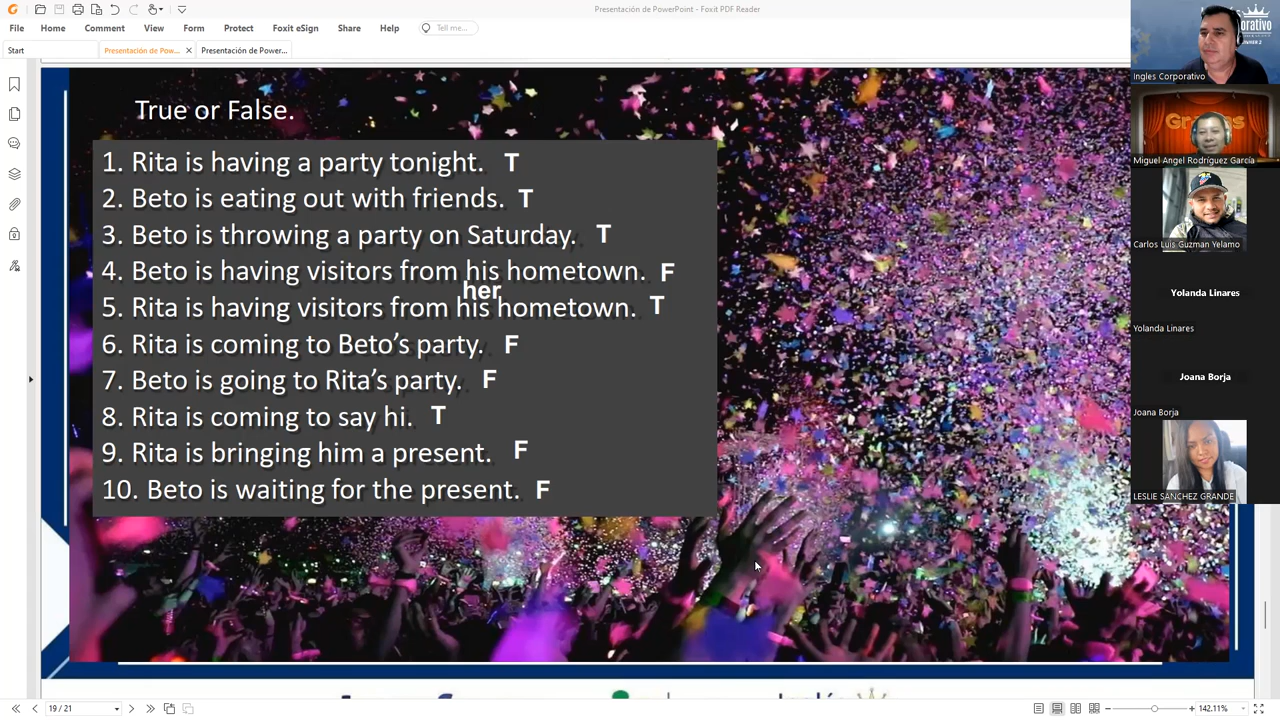 Presentación de PowerPoint - Foxit PDF Reader
File Home Comment View Form Protect Foxit eSign Share Help Tell me...
Start Presentación de Pow... Presentación de Power...
True or False.
1. Rita is having a party tonight. T
2. Beto is eating out with friends. T
3. Beto is throwing a party on Saturday. T
4. Beto is having visitors from his hometown. F
her
5. Rita is having visitors from his hometown. T
6. Rita is coming to Beto’s party. F
7. Beto is going to Rita’s party. F
8. Rita is coming to say hi. T
9. Rita is bringing him a present. F
10. Beto is waiting for the present. F
Ingles Corporativo
Miguel Angel Rodríguez García
Carlos Luis Guzman Yelamo
Yolanda Linares
Yolanda Linares
Joana Borja
Joana Borja
LESLIE SANCHEZ GRANDE
19 / 21
142.11%